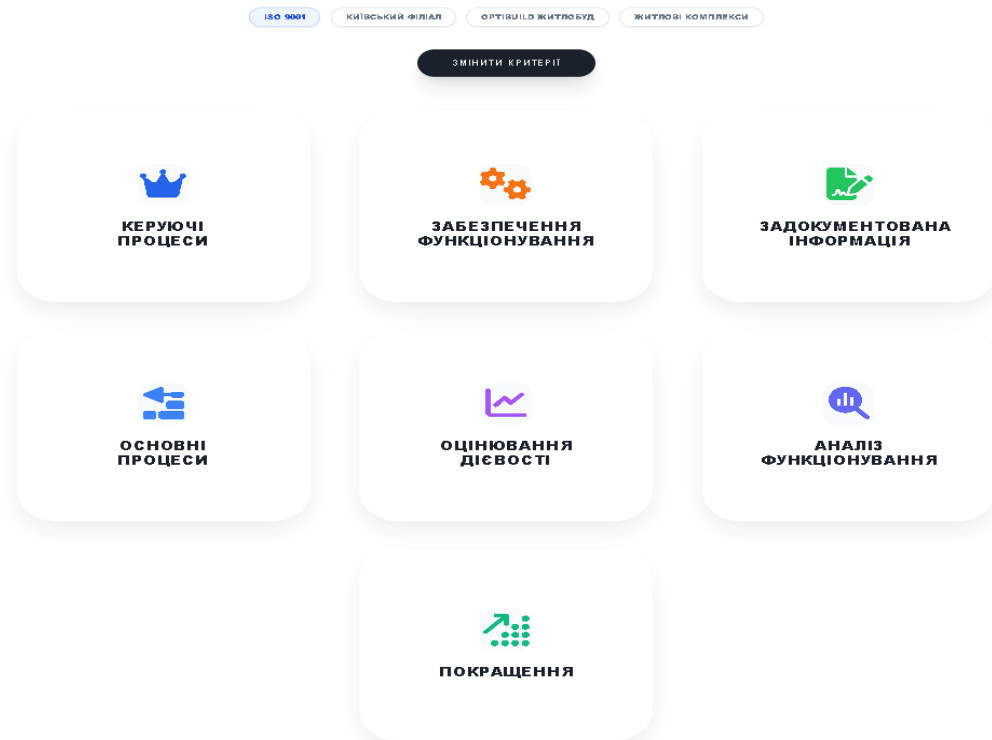 ISO 9001
КИЇВСЬКИЙ ФІЛІАЛ
OPTIBUILD ЖИТЛОБУД
ЖИТЛОВІ КОМПЛЕКСИ
ЗМІНИТИ КРИТЕРІЇ
КЕРУЮЧІ
ПРОЦЕСИ
ЗАБЕЗПЕЧЕННЯ
ФУНКЦІОНУВАННЯ
ЗАДОКУМЕНТОВАНА
ІНФОРМАЦІЯ
ОСНОВНІ
ПРОЦЕСИ
ОЦІНЮВАННЯ
ДІЄВОСТІ
АНАЛІЗ
ФУНКЦІОНУВАННЯ
ПОКРАЩЕННЯ